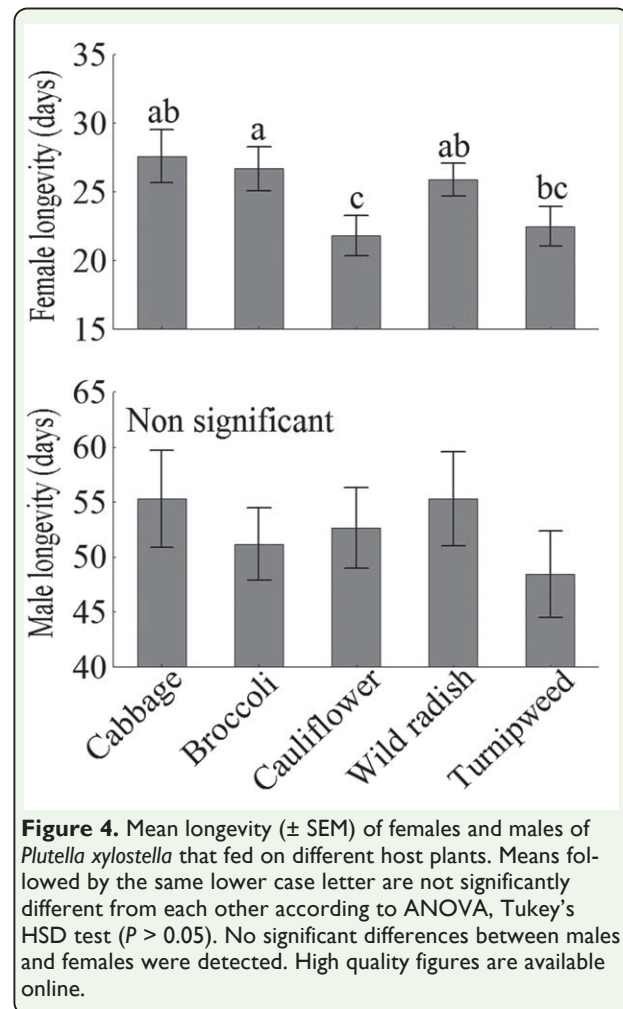 35
30
25
20
15
Female longevity (days)
ab
a
c
ab
bc
65
60
55
50
45
40
Male longevity (days)
Non significant
Cabbage
Broccoli
Cauliflower
Wild radish
Turnipweed
Figure 4. Mean longevity (± SEM) of females and males of
Plutella xylostella that fed on different host plants. Means fol-
lowed by the same lower case letter are not significantly
different from each other according to ANOVA, Tukey's
HSD test (P > 0.05). No significant differences between males
and females were detected. High quality figures are available
online.